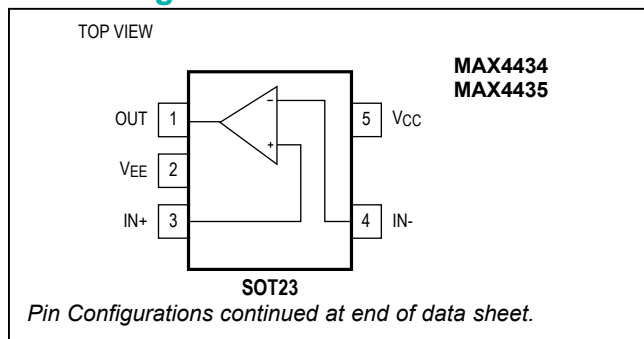 TOP VIEW
MAX4434
MAX4435
OUT 1
5 VCC
VEE 2
IN+ 3
4 IN-
−
+
SOT23
Pin Configurations continued at end of data sheet.